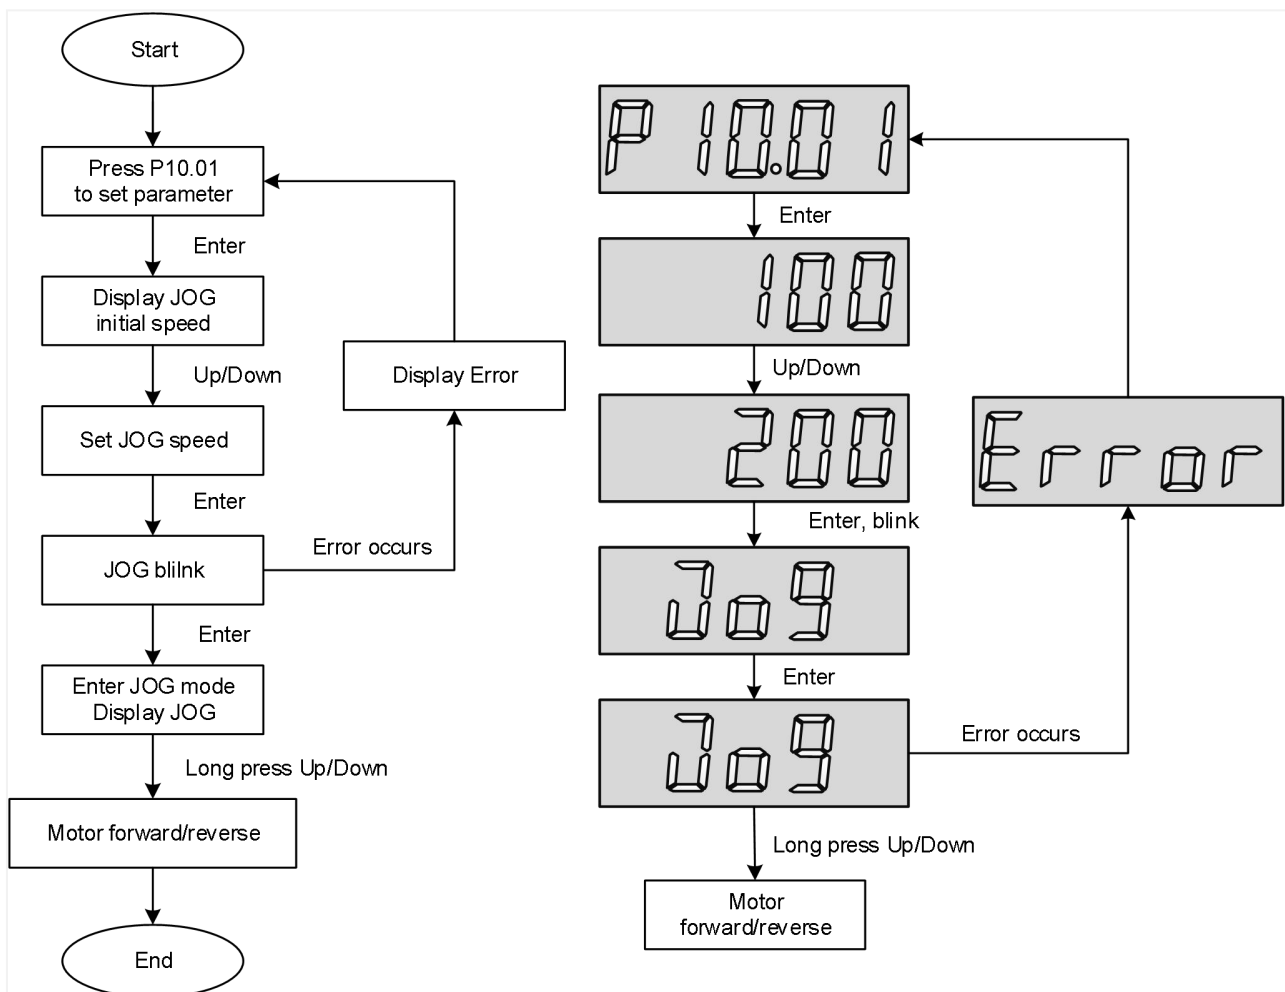 Start
Press P10.01
to set parameter
Enter
Display JOG
initial speed
Up/Down
Set JOG speed
Enter
JOG blilnk
Error occurs
Display Error
Enter
Enter JOG mode
Display JOG
Long press Up/Down
Motor forward/reverse
End
P10.01
Enter
100
Up/Down
200
Enter, blink
Jog
Enter
Jog
Error occurs
Error
Long press Up/Down
Motor
forward/reverse